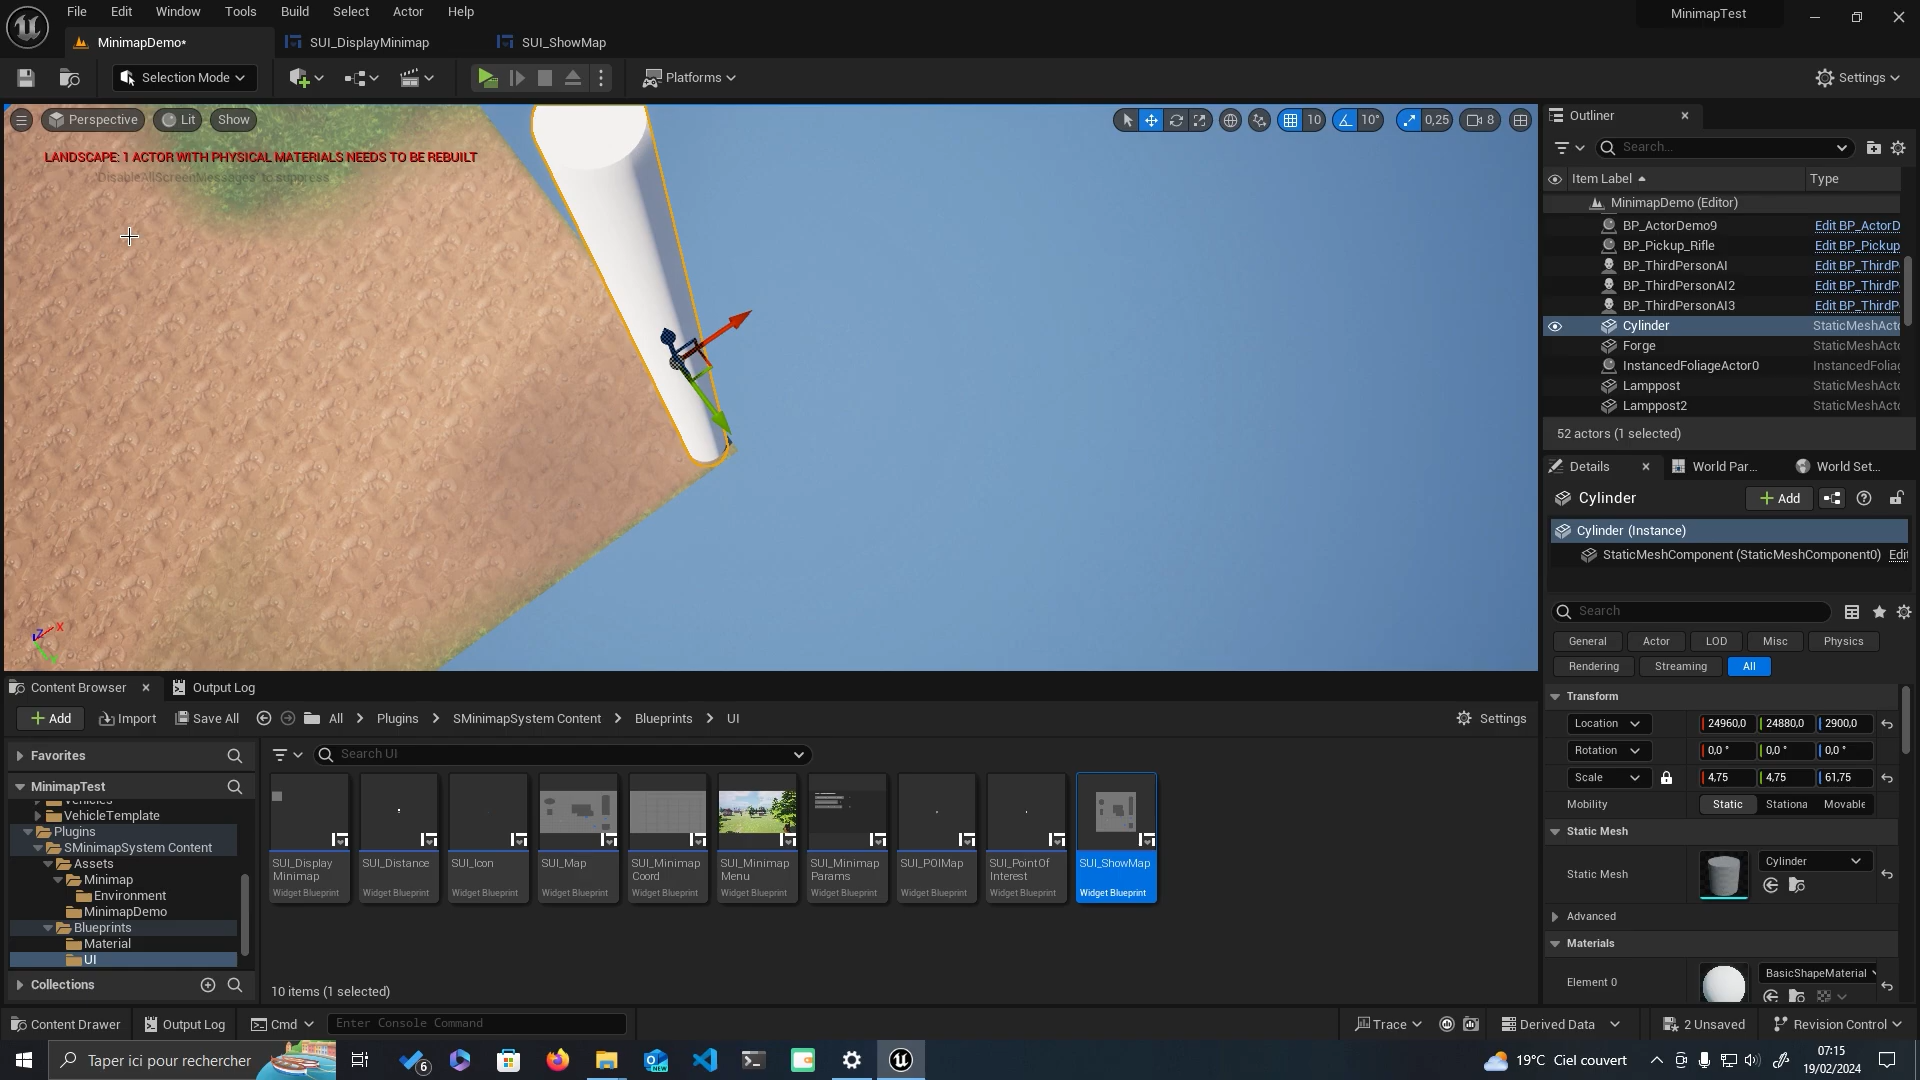 File Edit Window Tools Build Select Actor Help
MinimapTest
MinimapDemo* SUI_DisplayMinimap SUI_ShowMap
Selection Mode Platforms Settings
Perspective Lit Show 10 10° 0,25 8
LANDSCAPE: 1 ACTOR WITH PHYSICAL MATERIALS NEEDS TO BE REBUILT
'DisableAllScreenMessages' to suppress
X
Z
Outliner
Search...
Item Label Type
MinimapDemo (Editor)
BP_ActorDemo9 Edit BP_ActorD
BP_Pickup_Rifle Edit BP_Pickup
BP_ThirdPersonAI Edit BP_ThirdP
BP_ThirdPersonAI2 Edit BP_ThirdP
BP_ThirdPersonAI3 Edit BP_ThirdP
Cylinder StaticMeshActo
Forge StaticMeshActo
InstancedFoliageActor0 InstancedFoliag
Lamppost StaticMeshActo
Lamppost2 StaticMeshActo
52 actors (1 selected)
Details World Par... World Set...
Cylinder Add
Cylinder (Instance)
StaticMeshComponent (StaticMeshComponent0) Edit
Search
General Actor LOD Misc Physics
Rendering Streaming All
Transform
Location 24960,0 24880,0 2900,0
Rotation 0,0 ° 0,0 ° 0,0 °
Scale 4,75 4,75 61,75
Mobility Static Stationa Movable
Static Mesh
Static Mesh Cylinder
Advanced
Materials
Element 0 BasicShapeMaterial
Content Browser Output Log
Add Import Save All All Plugins SMinimapSystem Content Blueprints UI Settings
Favorites
Search UI
MinimapTest
Vehicles
VehicleTemplate
Plugins
SMinimapSystem Content
Assets
Minimap
Environment
MinimapDemo
Blueprints
Material
UI
Collections
SUI_Display Minimap Widget Blueprint
SUI_Distance Widget Blueprint
SUI_Icon Widget Blueprint
SUI_Map Widget Blueprint
SUI_Minimap Coord Widget Blueprint
SUI_Minimap Menu Widget Blueprint
SUI_Minimap Params Widget Blueprint
SUI_POIMap Widget Blueprint
SUI_PointOf Interest Widget Blueprint
SUI_ShowMap Widget Blueprint
10 items (1 selected)
Content Drawer Output Log Cmd Enter Console Command Trace Derived Data 2 Unsaved Revision Control
Taper ici pour rechercher 6 NEW 19°C Ciel couvert 07:15
19/02/2024